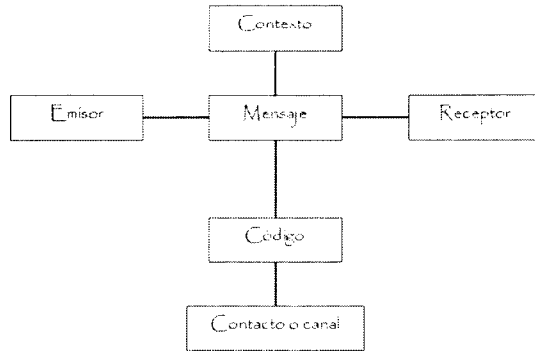 Contexto
Emisor
Mensaje
Receptor
Código
Contacto o canal